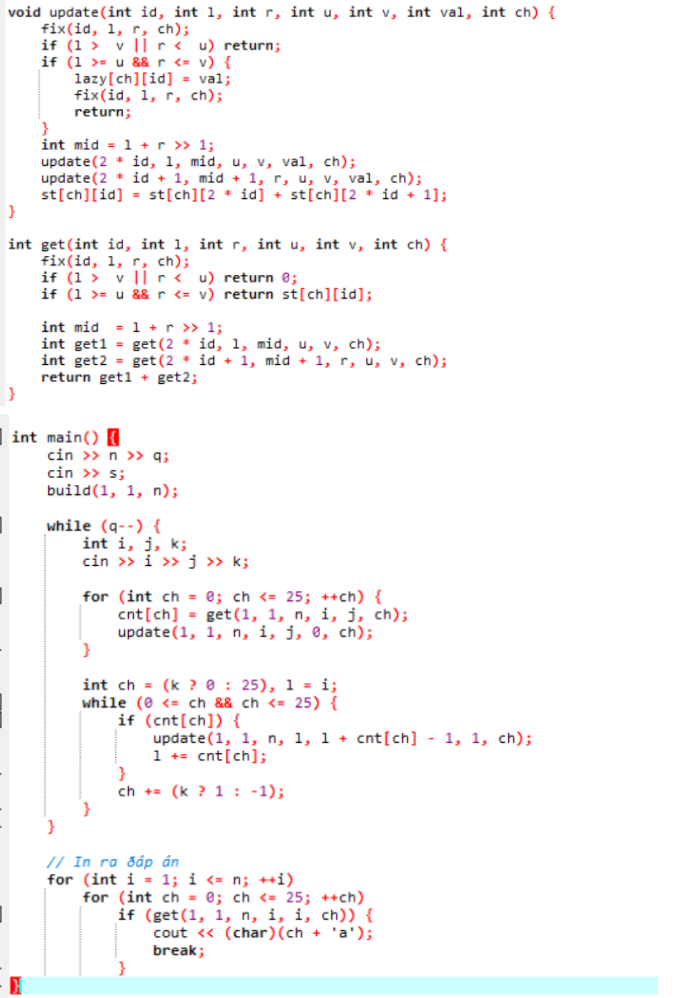 void update(int id, int l, int r, int u, int v, int val, int ch) {
    fix(id, l, r, ch);
    if (l >  v || r <  u) return;
    if (l >= u && r <= v) {
        lazy[ch][id] = val;
        fix(id, l, r, ch);
        return;
    }
    int mid = l + r >> 1;
    update(2 * id, l, mid, u, v, val, ch);
    update(2 * id + 1, mid + 1, r, u, v, val, ch);
    st[ch][id] = st[ch][2 * id] + st[ch][2 * id + 1];
}
int get(int id, int l, int r, int u, int v, int ch) {
    fix(id, l, r, ch);
    if (l >  v || r <  u) return 0;
    if (l >= u && r <= v) return st[ch][id];
    int mid  = l + r >> 1;
    int get1 = get(2 * id, l, mid, u, v, ch);
    int get2 = get(2 * id + 1, mid + 1, r, u, v, ch);
    return get1 + get2;
}
int main() {
    cin >> n >> q;
    cin >> s;
    build(1, 1, n);
    while (q--) {
        int i, j, k;
        cin >> i >> j >> k;
        for (int ch = 0; ch <= 25; ++ch) {
            cnt[ch] = get(1, 1, n, i, j, ch);
            update(1, 1, n, i, j, 0, ch);
        }
        int ch = (k ? 0 : 25), l = i;
        while (0 <= ch && ch <= 25) {
            if (cnt[ch]) {
                update(1, 1, n, l, l + cnt[ch] - 1, 1, ch);
                l += cnt[ch];
            }
            ch += (k ? 1 : -1);
        }
    }
    // In ra đáp án
    for (int i = 1; i <= n; ++i)
        for (int ch = 0; ch <= 25; ++ch)
            if (get(1, 1, n, i, i, ch)) {
                cout << (char)(ch + 'a');
                break;
            }
}